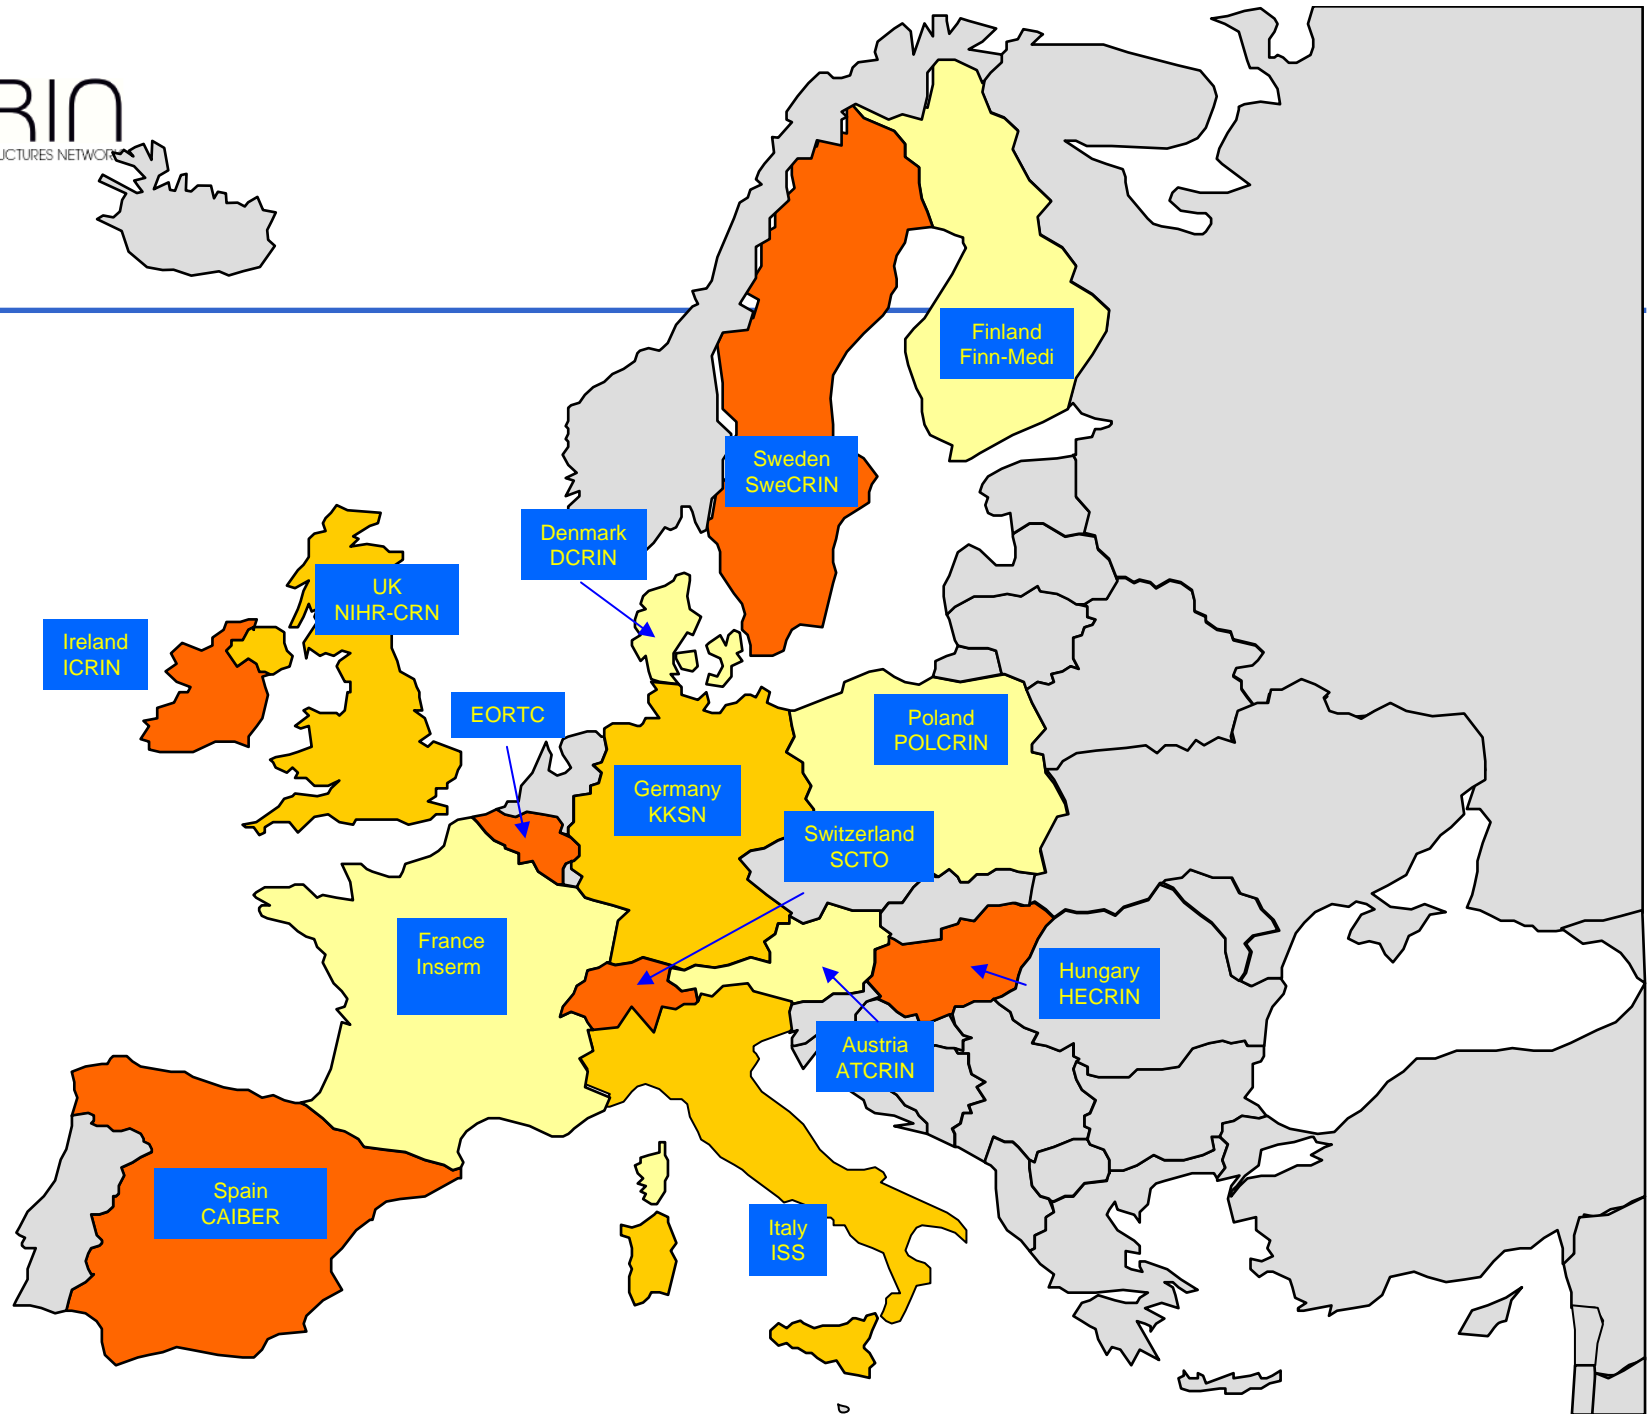 RIN
UCTURES NETWORK
Finland
Finn-Medi
Sweden
SweCRIN
Denmark
DCRIN
UK
NIHR-CRN
Ireland
ICRIN
EORTC
Poland
POLCRIN
Germany
KKSN
Switzerland
SCTO
France
Inserm
Hungary
HECRIN
Austria
ATCRIN
Spain
CAIBER
Italy
ISS